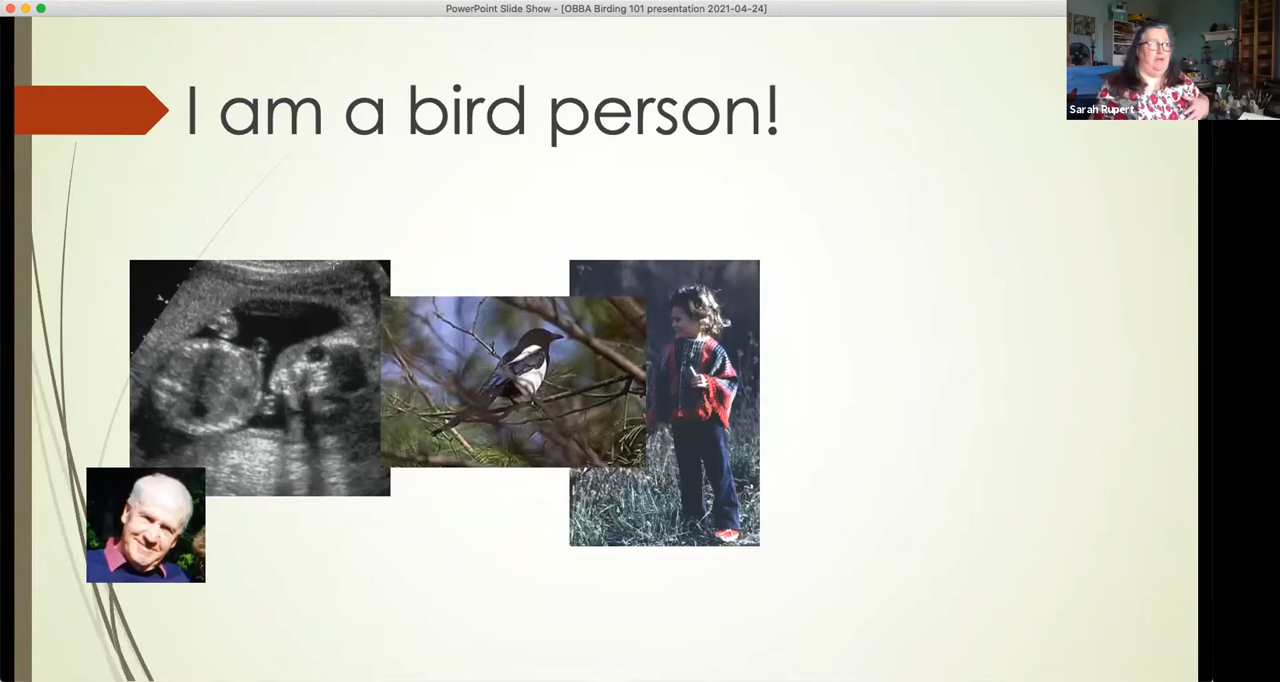 PowerPoint Slide Show - [OBBA Birding 101 presentation 2021-04-24]
I am a bird person!
Sarah Rupert